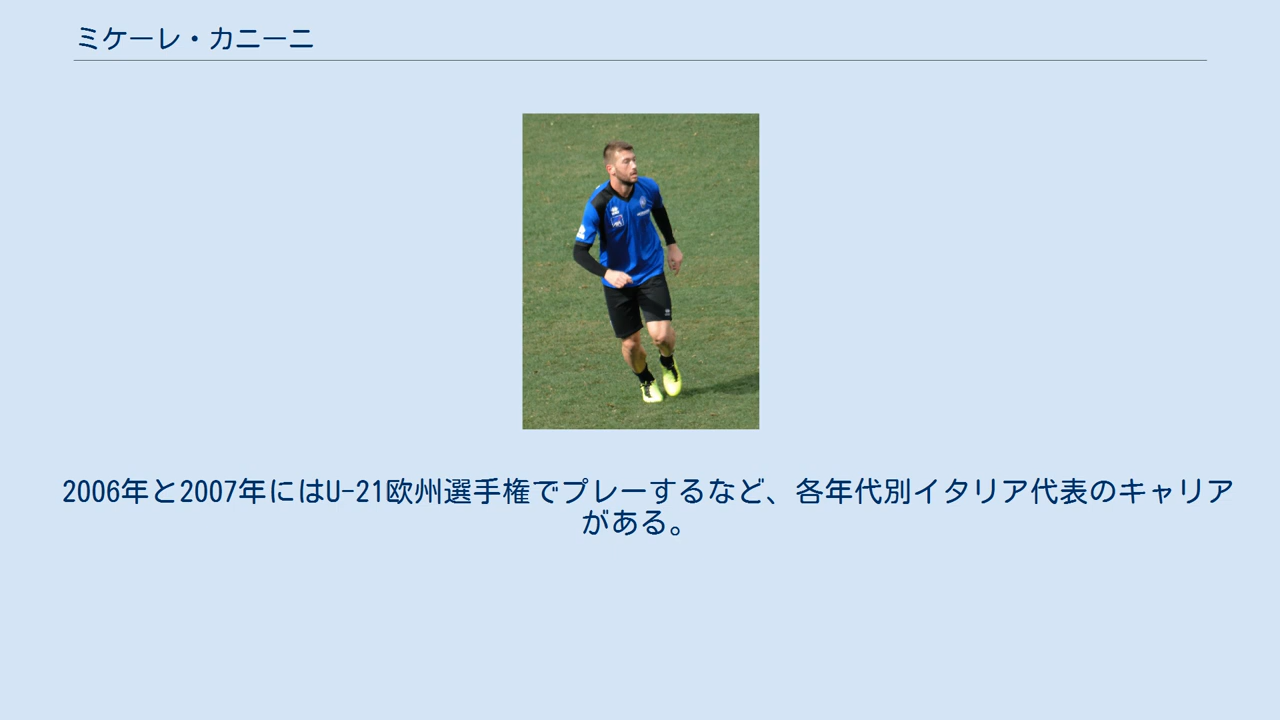 ミケーレ・カニーニ
2006年と2007年にはU-21欧州選手権でプレーするなど、各年代別イタリア代表のキャリア
がある。